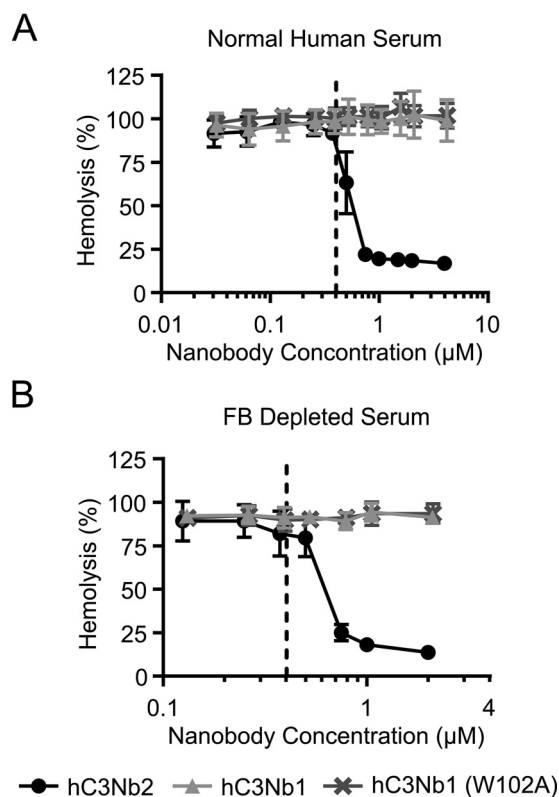 A
Normal Human Serum
125
100
75
50
25
0
Hemolysis (%)
0.01 0.1 1 10
Nanobody Concontration (µM)
B
FB Depleted Serum
125
100
75
50
25
0
Hemolysis (%)
0.1 1 4
Nanobody Concentration (µM)
hC3Nb2 hC3Nb1 hC3Nb1 (W102A)